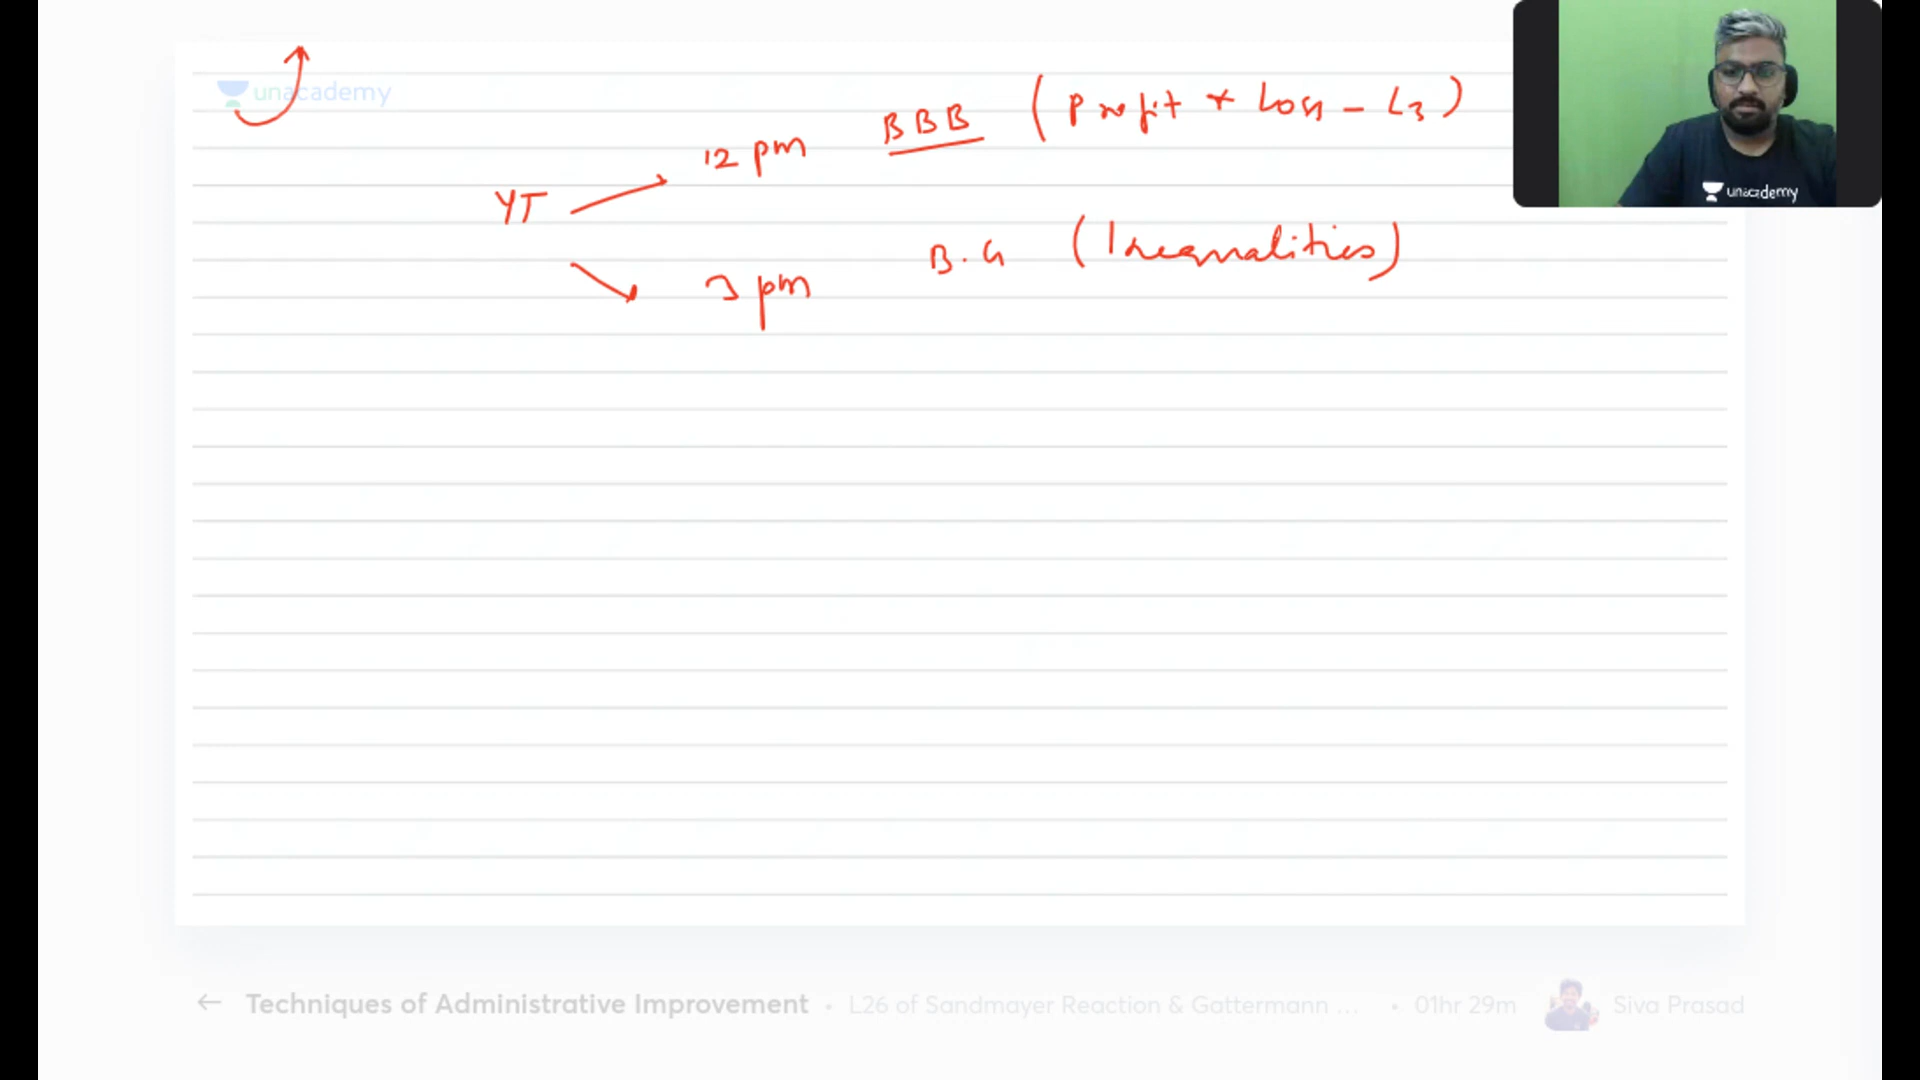 unacademy
12 pm BBB (Profit & Loss - L3)
YT
3 pm B.G (Inequalities)
unacademy
← Techniques of Administrative Improvement • L26 of Sandmayer Reaction & Gattermann ... • 01hr 29m Siva Prasad